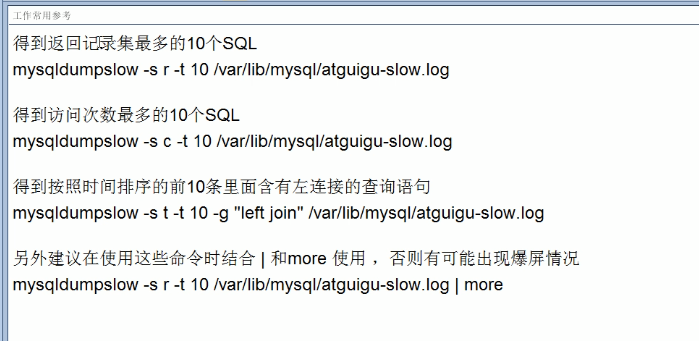 工作常用参考
得到返回记录集最多的10个SQL
mysqldumpslow -s r -t 10 /var/lib/mysql/atguigu-slow.log
得到访问次数最多的10个SQL
mysqldumpslow -s c -t 10 /var/lib/mysql/atguigu-slow.log
得到按照时间排序的前10条里面含有左连接的查询语句
mysqldumpslow -s t -t 10 -g "left join" /var/lib/mysql/atguigu-slow.log
另外建议在使用这些命令时结合 | 和more 使用 ，否则有可能出现爆屏情况
mysqldumpslow -s r -t 10 /var/lib/mysql/atguigu-slow.log | more